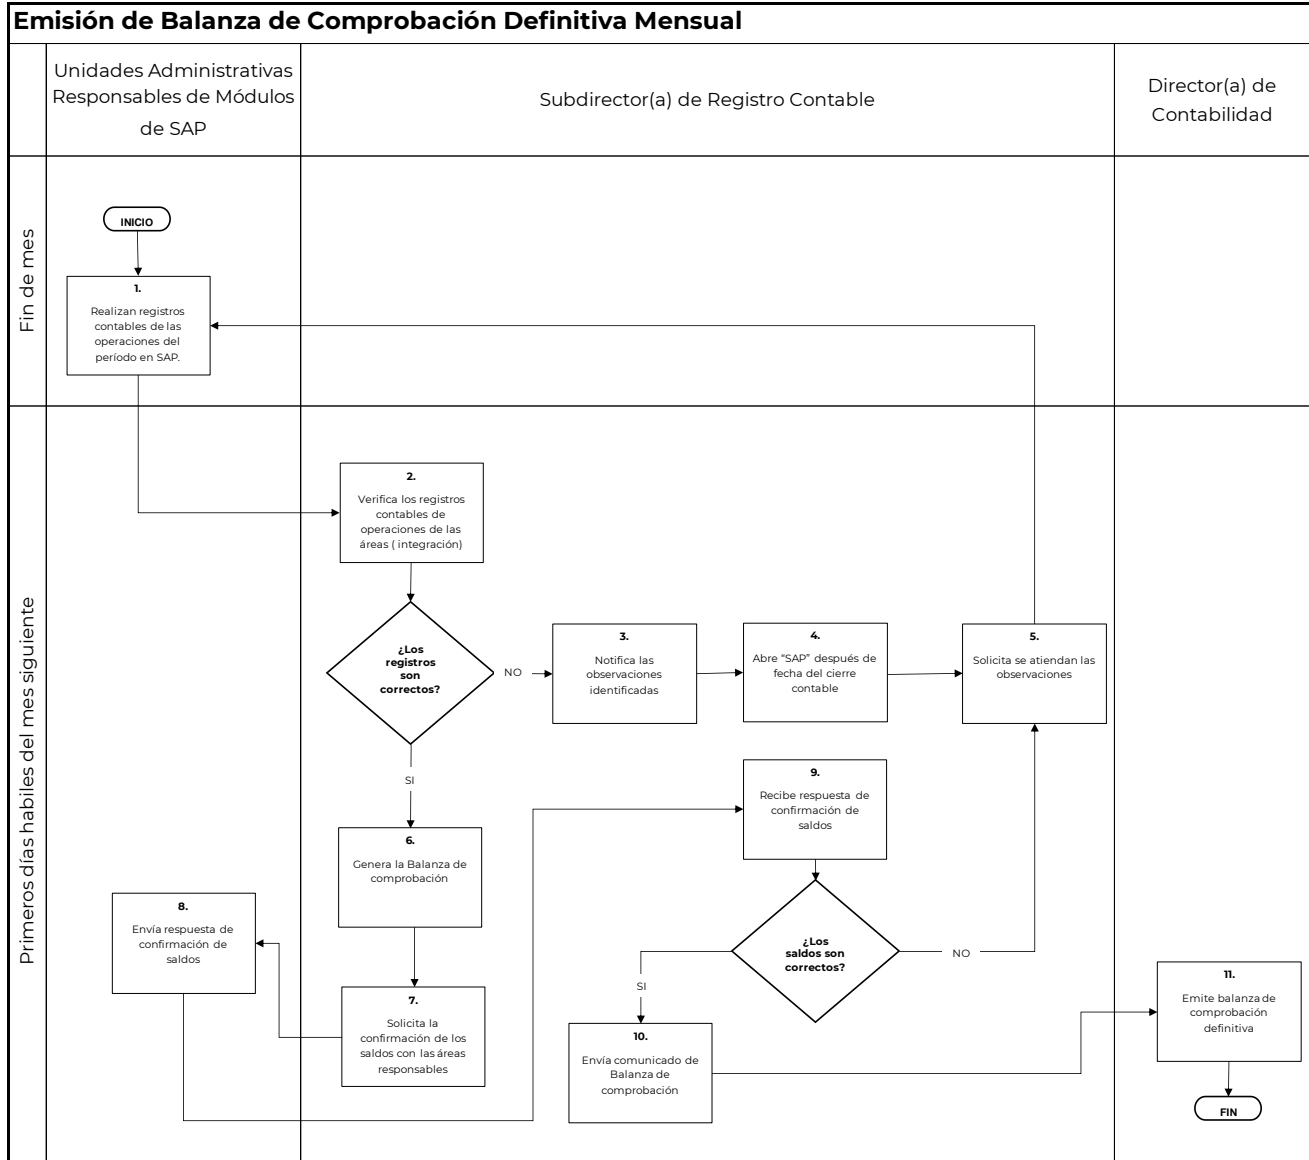 Emisión de Balanza de Comprobación Definitiva Mensual
Unidades Administrativas
Responsables de Módulos
de SAP
Subdirector(a) de Registro Contable
Director(a) de
Contabilidad
Fin de mes
INICIO
1.
Realizan registros
contables de las
operaciones del
período en SAP.
Primeros días habiles del mes siguiente
2.
Verifica los registros
contables de
operaciones de las
áreas ( integración)
¿Los
registros
son
correctos?
NO
3.
Notifica las
observaciones
identificadas
4.
Abre “SAP” después de
fecha del cierre
contable
5.
Solicita se atiendan las
observaciones
SI
6.
Genera la Balanza de
comprobación
7.
Solicita la
confirmación de los
saldos con las áreas
responsables
8.
Envía respuesta de
confirmación de
saldos
9.
Recibe respuesta de
confirmación de
saldos
¿Los
saldos son
correctos?
NO
SI
10.
Envía comunicado de
Balanza de
comprobación
11.
Emite balanza de
comprobación
definitiva
FIN